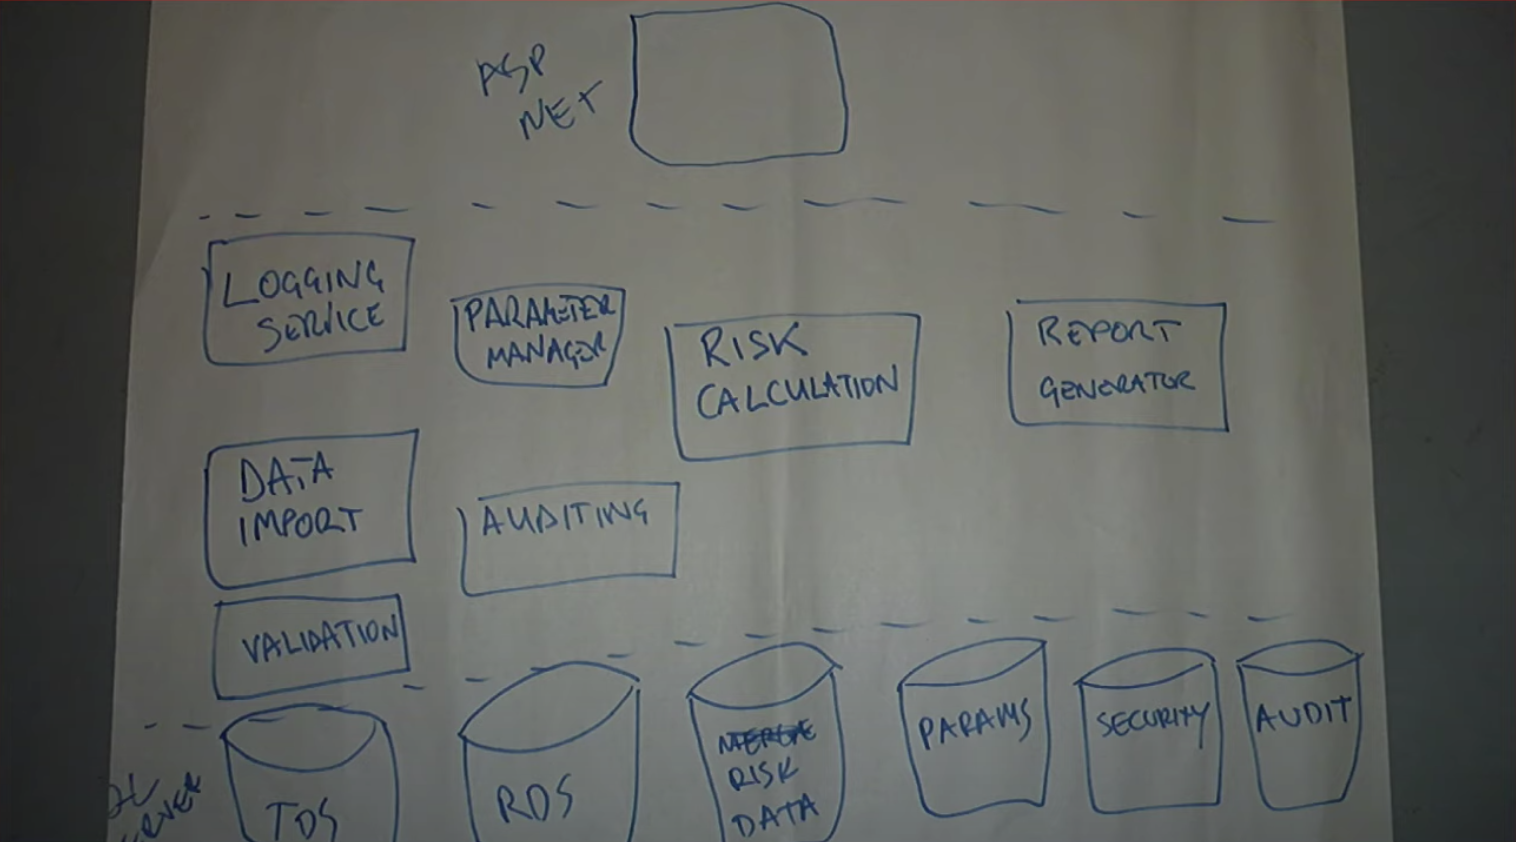 ASP
NET
LOGGING
SERVICE
PARAMETER
MANAGER
RISK
CALCULATION
REPORT
GENERATOR
DATA
IMPORT
AUDITING
VALIDATION
TDS
RDS
MERGE
RISK
DATA
PARAMS
SECURITY
AUDIT